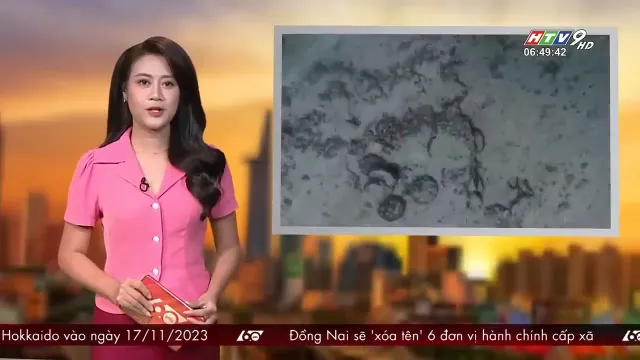 HTV9 HD
06:49:42
Hokkaido vào ngày 17/11/2023
Đồng Nai sẽ 'xóa tên' 6 đơn vị hành chính cấp xã